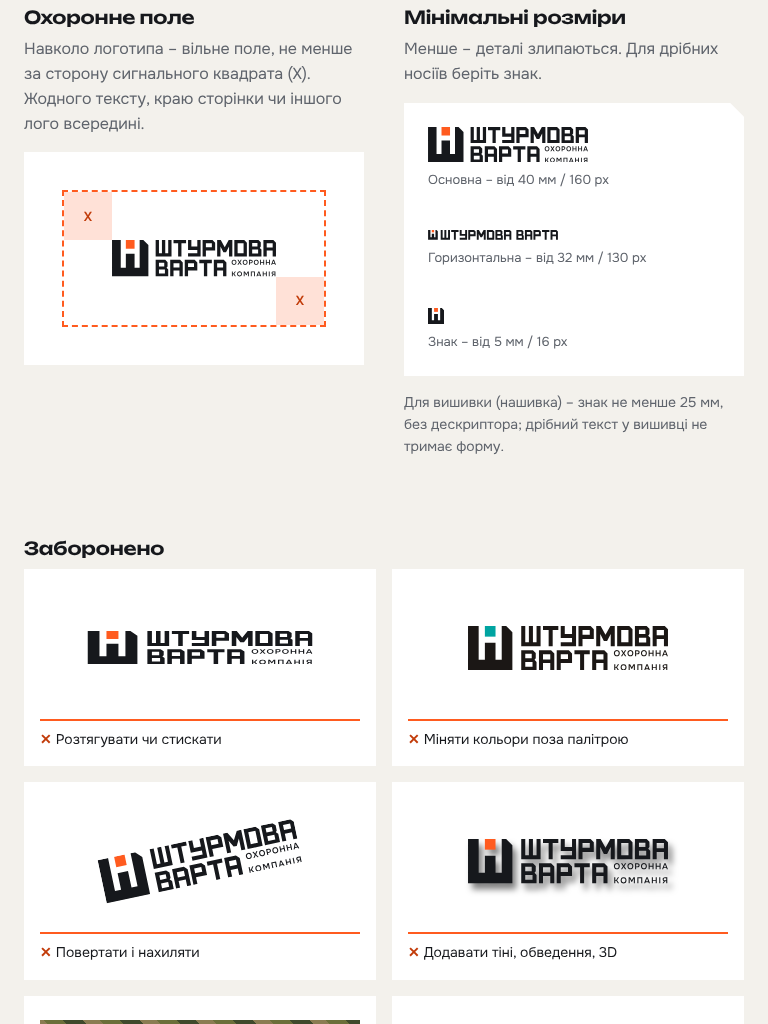 Охоронне поле
Навколо логотипа – вільне поле, не менше
за сторону сигнального квадрата (X).
Жодного тексту, краю сторінки чи іншого
лого всередині.
X
ШТУРМОВА
ВАРТА
ОХОРОННА
КОМПАНІЯ
X
Мінімальні розміри
Менше – деталі злипаються. Для дрібних
носіїв беріть знак.
ШТУРМОВА
ВАРТА
ОХОРОННА
КОМПАНІЯ
Основна – від 40 мм / 160 px
ШТУРМОВА ВАРТА
Горизонтальна – від 32 мм / 130 px
Знак – від 5 мм / 16 px
Для вишивки (нашивка) – знак не менше 25 мм,
без дескриптора; дрібний текст у вишивці не
тримає форму.
Заборонено
ШТУРМОВА
ВАРТА
ОХОРОННА
КОМПАНІЯ
✕ Розтягувати чи стискати
ШТУРМОВА
ВАРТА
ОХОРОННА
КОМПАНІЯ
✕ Міняти кольори поза палітрою
ШТУРМОВА
ВАРТА
ОХОРОННА
КОМПАНІЯ
✕ Повертати і нахиляти
ШТУРМОВА
ВАРТА
ОХОРОННА
КОМПАНІЯ
✕ Додавати тіні, обведення, 3D